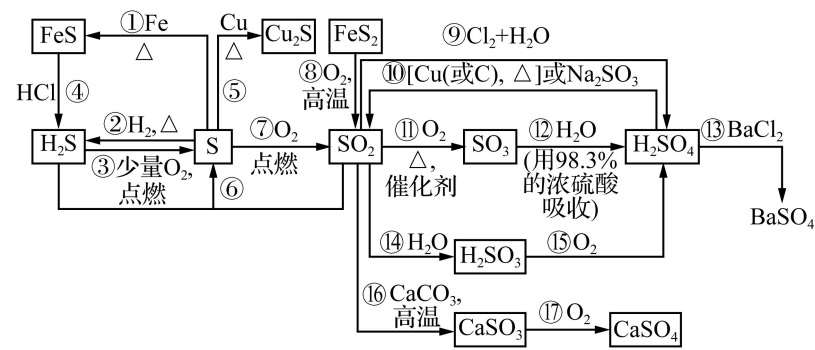 ①Fe
△
Cu
△
⑤
FeS
Cu₂S
FeS₂
⑨Cl₂+H₂O
HCl
④
⑧O₂,
高温
⑩[Cu(或C), △]或Na₂SO₃
②H₂,△
H₂S
S
⑦O₂
点燃
SO₂
⑪O₂
△,
催化剂
SO₃
⑫H₂O
(用98.3%
的浓硫酸
吸收)
H₂SO₄
⑬BaCl₂
③少量O₂,
点燃
⑥
BaSO₄
⑭H₂O
H₂SO₃
⑮O₂
⑯CaCO₃,
高温
CaSO₃
⑰O₂
CaSO₄